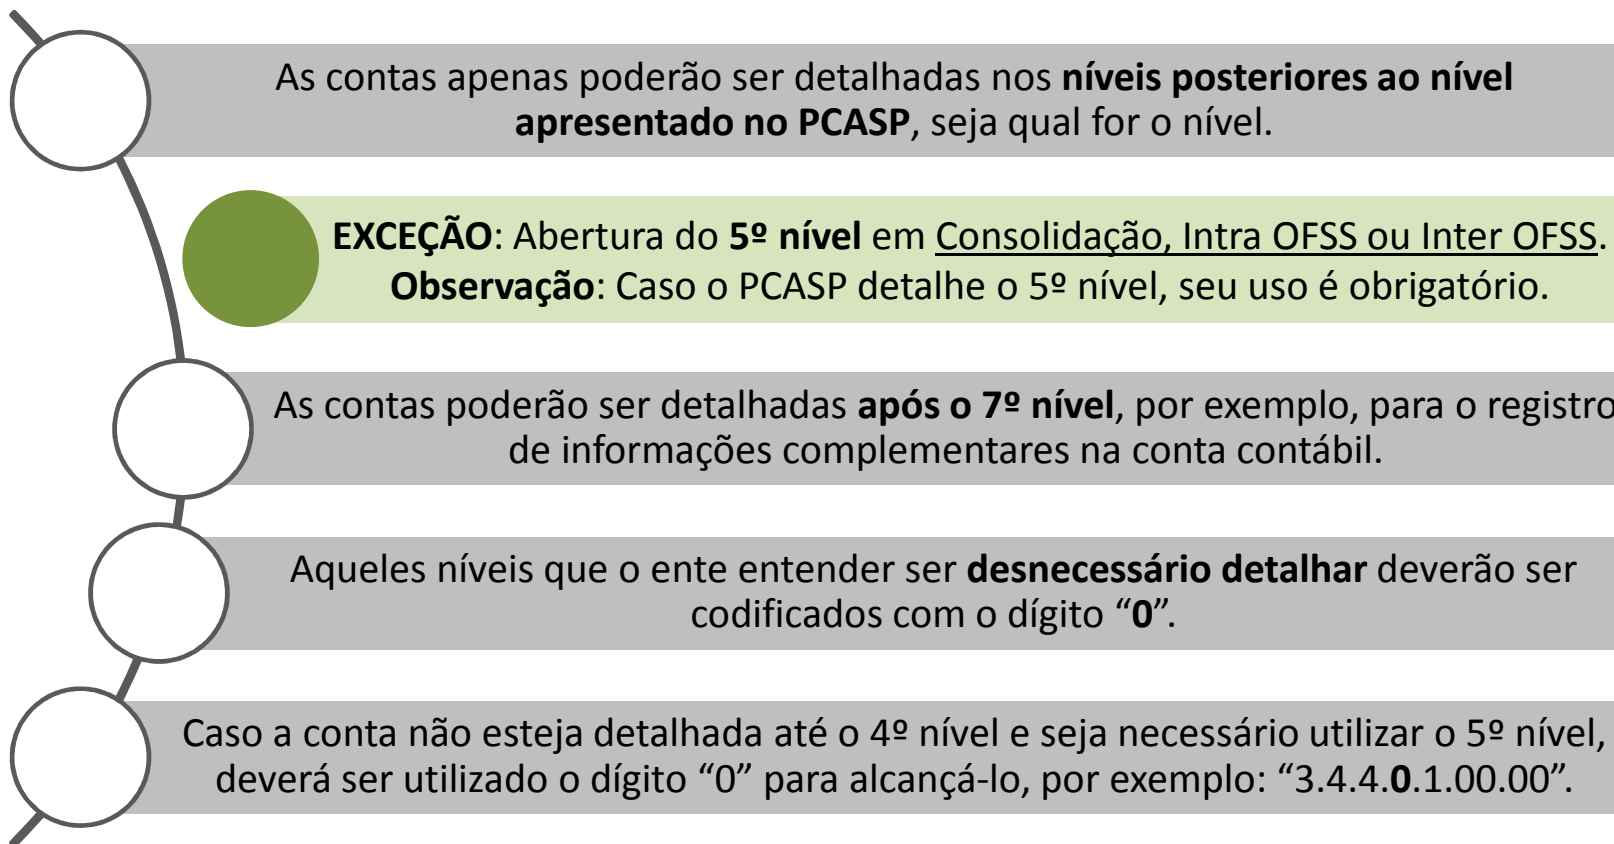 As contas apenas poderão ser detalhadas nos níveis posteriores ao nível
apresentado no PCASP, seja qual for o nível.
EXCEÇÃO: Abertura do 5º nível em Consolidação, Intra OFSS ou Inter OFSS.
Observação: Caso o PCASP detalhe o 5º nível, seu uso é obrigatório.
As contas poderão ser detalhadas após o 7º nível, por exemplo, para o registro
de informações complementares na conta contábil.
Aqueles níveis que o ente entender ser desnecessário detalhar deverão ser
codificados com o dígito “0”.
Caso a conta não esteja detalhada até o 4º nível e seja necessário utilizar o 5º nível,
deverá ser utilizado o dígito “0” para alcançá-lo, por exemplo: “3.4.4.0.1.00.00”.